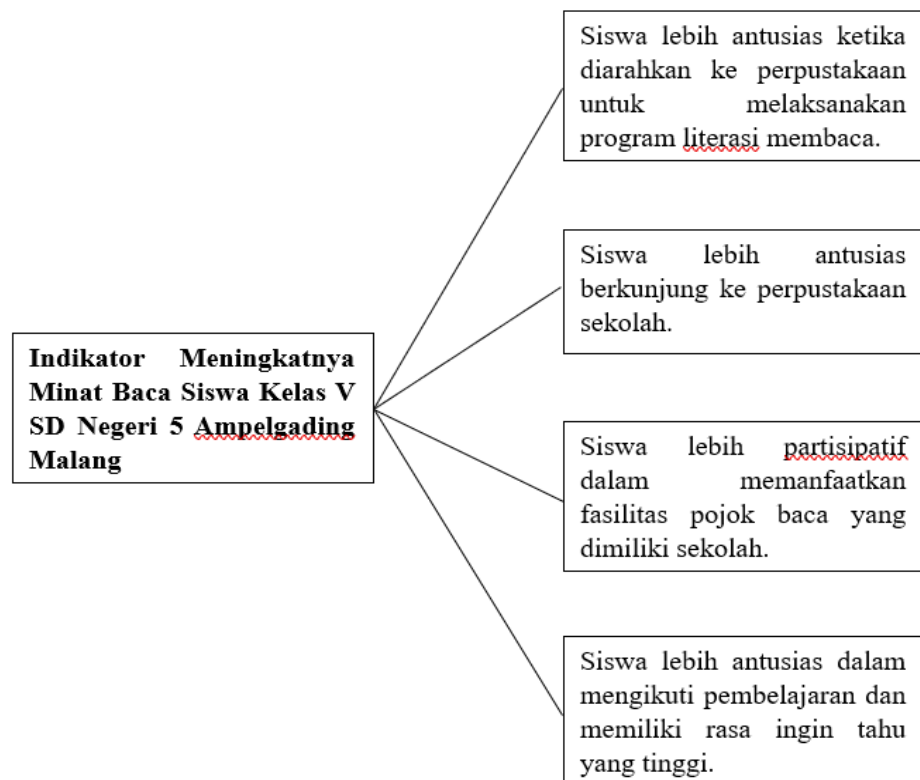 Siswa lebih antusias ketika
diarahkan ke perpustakaan
untuk melaksanakan
program literasi membaca.
Siswa lebih antusias
berkunjung ke perpustakaan
sekolah.
Indikator Meningkatnya
Minat Baca Siswa Kelas V
SD Negeri 5 Ampelgading
Malang
Siswa lebih partisipatif
dalam memanfaatkan
fasilitas pojok baca yang
dimiliki sekolah.
Siswa lebih antusias dalam
mengikuti pembelajaran dan
memiliki rasa ingin tahu
yang tinggi.